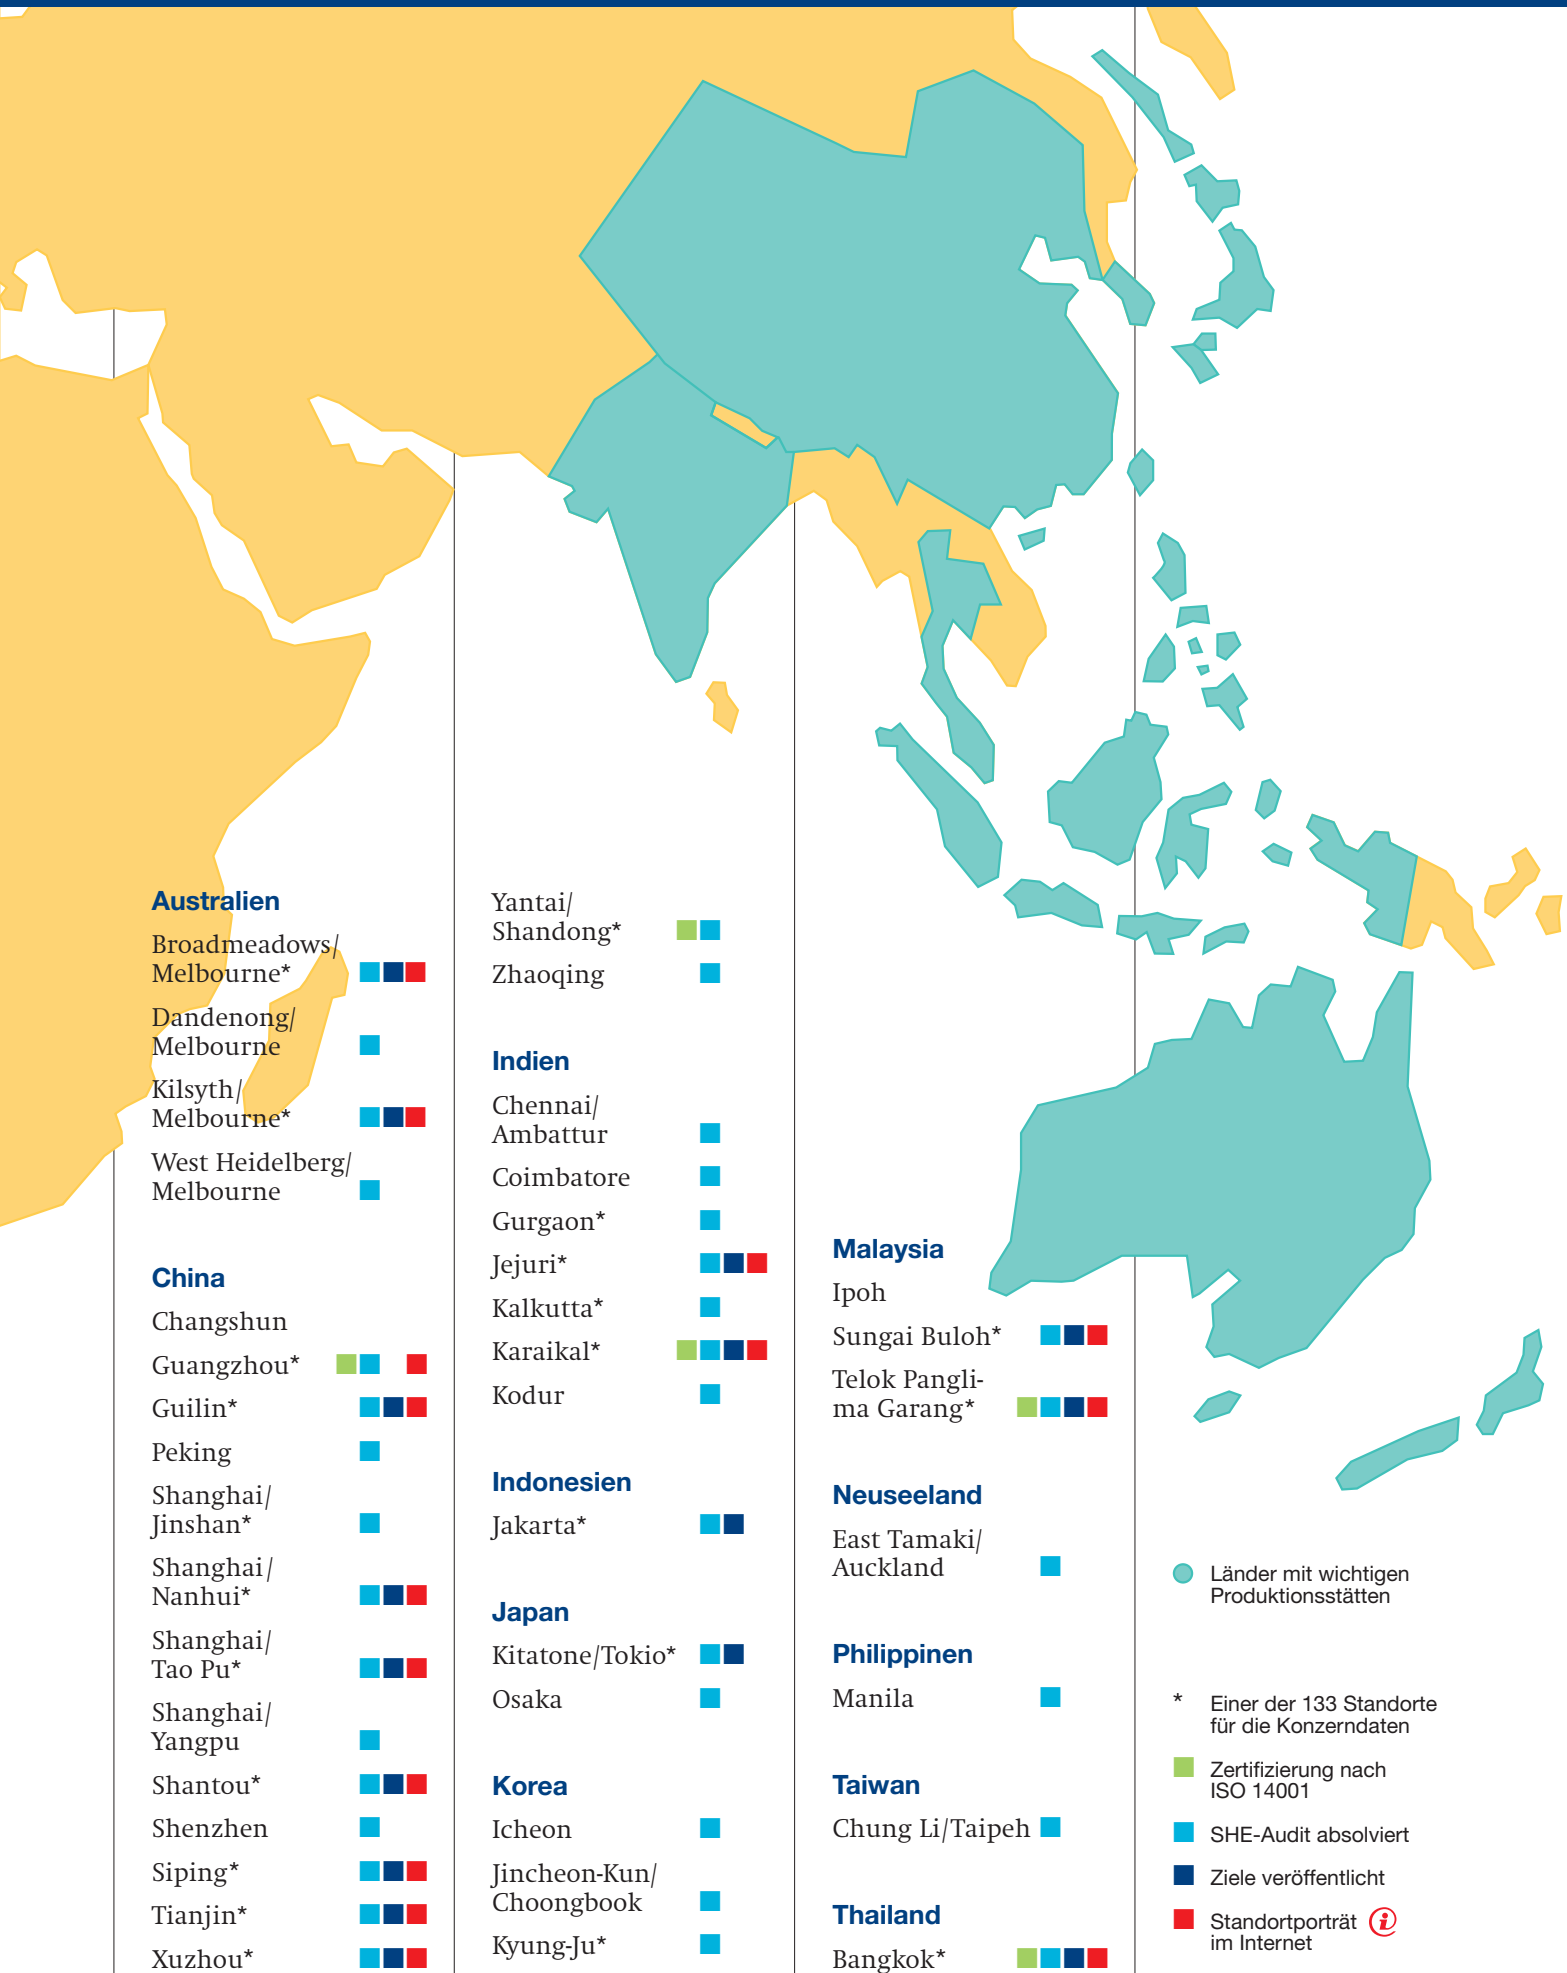 Australien
Broadmeadows/
Melbourne*
Dandenong/
Melbourne
Kilsyth/
Melbourne*
West Heidelberg/
Melbourne
China
Changshun
Guangzhou*
Guilin*
Peking
Shanghai/
Jinshan*
Shanghai/
Nanhui*
Shanghai/
Tao Pu*
Shanghai/
Yangpu
Shantou*
Shenzhen
Siping*
Tianjin*
Xuzhou*
Yantai/
Shandong*
Zhaoqing
Indien
Chennai/
Ambattur
Coimbatore
Gurgaon*
Jejuri*
Kalkutta*
Karaikal*
Kodur
Indonesien
Jakarta*
Japan
Kitatone/Tokio*
Osaka
Korea
Icheon
Jincheon-Kun/
Choongbook
Kyung-Ju*
Malaysia
Ipoh
Sungai Buloh*
Telok Pangli-
ma Garang*
Neuseeland
East Tamaki/
Auckland
Philippinen
Manila
Taiwan
Chung Li/Taipeh
Thailand
Bangkok*
Länder mit wichtigen
Produktionsstätten
* Einer der 133 Standorte
für die Konzerndaten
Zertifizierung nach
ISO 14001
SHE-Audit absolviert
Ziele veröffentlicht
Standortporträt i
im Internet